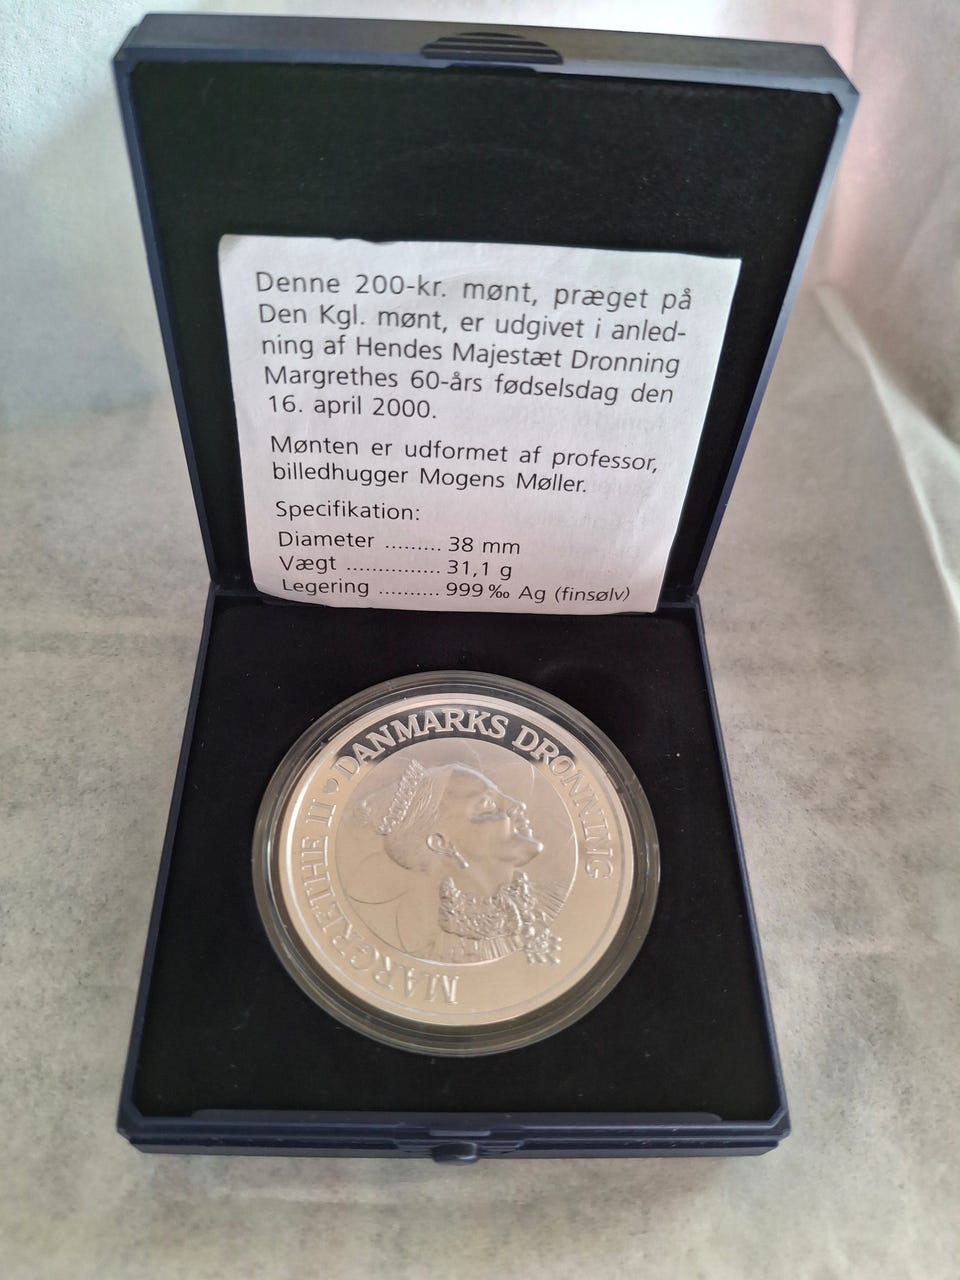 Denne 200-kr. mønt, præget på
Den Kgl. mønt, er udgivet i anled-
ning af Hendes Majestæt Dronning
Margrethes 60-års fødselsdag den
16. april 2000.
Mønten er udformet af professor,
billedhugger Mogens Møller.
Specifikation:
Diameter ......... 38 mm
Vægt ............... 31,1 g
Legering .......... 999‰ Ag (finsølv)
MARGRETHE II ♡ DANMARKS DRONNING